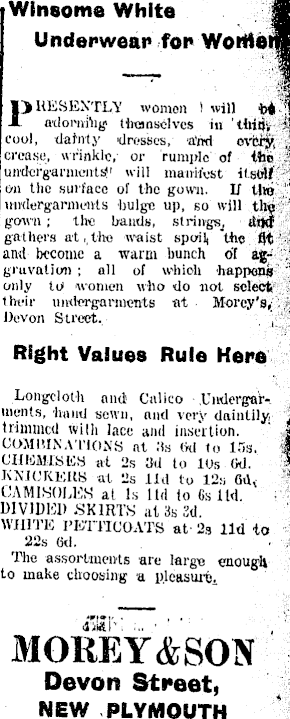 Winsome White
Underwear for Women
PRESENTLY women will be
adorning themselves in thin,
cool, dainty dresses, and every
crease, wrinkle, or rumple of the
undergarments will manifest itself
on the surface of the gown. If the
undergarments bulge up, so will the
gown; the bands, strings, and
gathers at the waist spoil the fit
and become a warm bunch of ag-
gravation; all of which happens
only to women who do not select
their undergarments at Morey's,
Devon Street.
Right Values Rule Here
Longcloth and Calico Undergar-
ments, hand sewn, and very daintily
trimmed with lace and insertion.
COMBINATIONS at 3s 6d to 15s.
CHEMISES at 2s 3d to 10s 6d.
KNICKERS at 2s 11d to 12s 6d.
CAMISOLES at 1s 11d to 6s 11d.
DIVIDED SKIRTS at 3s 3d.
WHITE PETTICOATS at 2s 11d to
22s 6d.
The assortments are large enough
to make choosing a pleasure.
MOREY & SON
Devon Street,
NEW PLYMOUTH